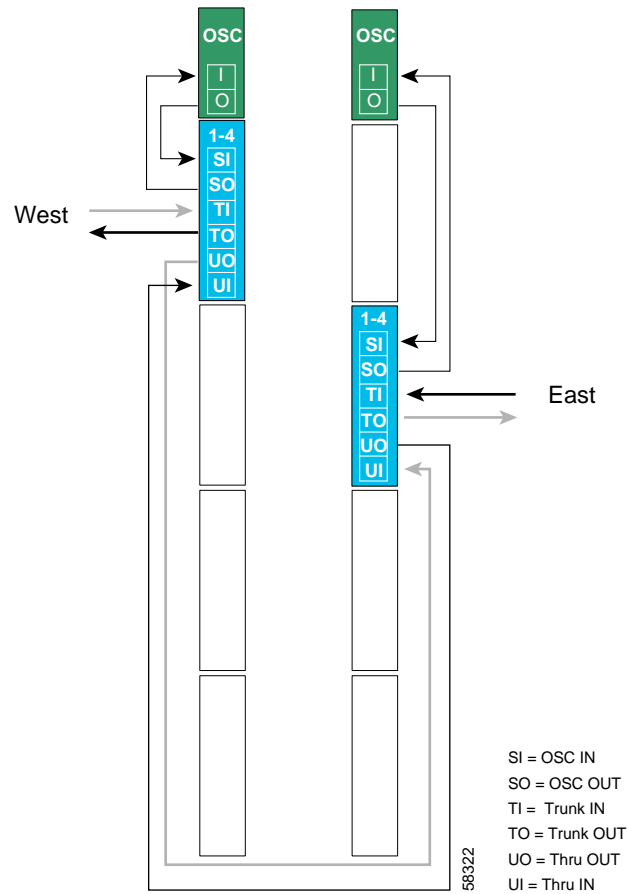 OSC
I
O
1-4
SI
SO
TI
TO
UO
UI
West
OSC
I
O
1-4
SI
SO
TI
TO
UO
UI
East
SI = OSC IN
SO = OSC OUT
TI = Trunk IN
TO = Trunk OUT
UO = Thru OUT
UI = Thru IN
58322